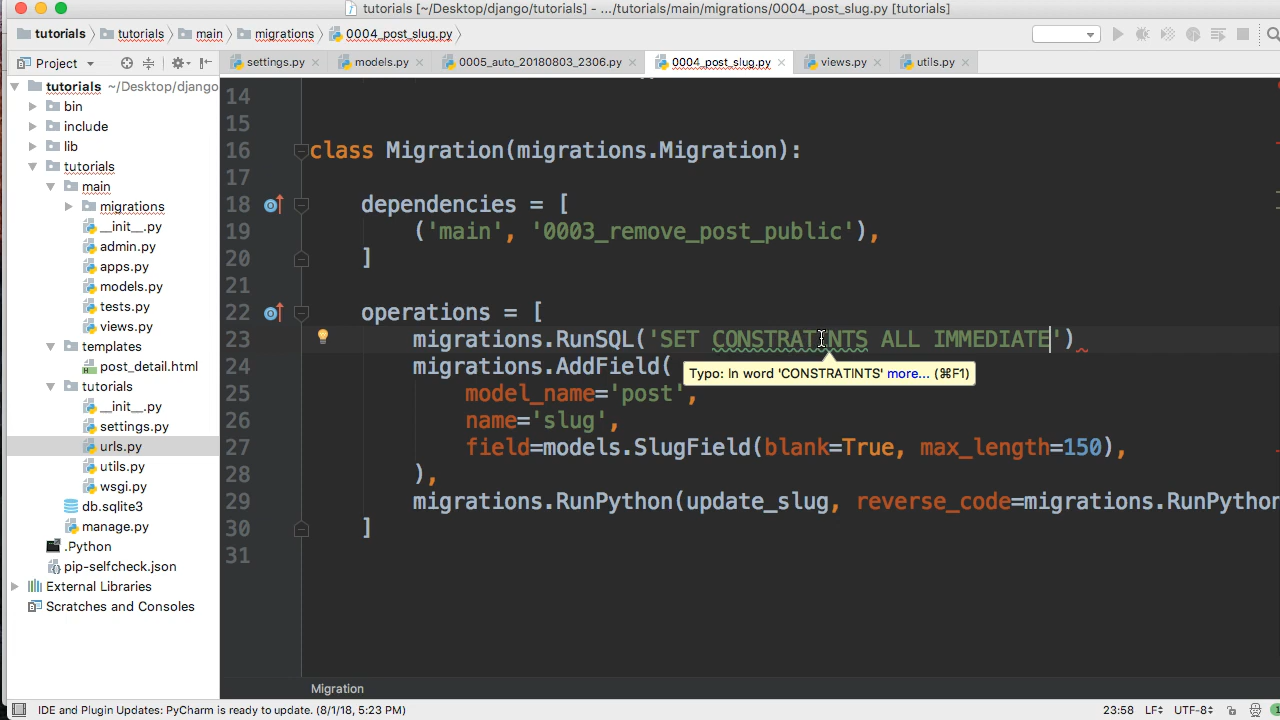 tutorials [~/Desktop/django/tutorials] - .../tutorials/main/migrations/0004_post_slug.py [tutorials]
tutorials tutorials main migrations 0004_post_slug.py
Project settings.py models.py 0005_auto_20180803_2306.py 0004_post_slug.py views.py utils.py
tutorials ~/Desktop/django
bin
include
lib
tutorials
main
migrations
__init__.py
admin.py
apps.py
models.py
tests.py
views.py
templates
post_detail.html
tutorials
__init__.py
settings.py
urls.py
utils.py
wsgi.py
db.sqlite3
manage.py
.Python
pip-selfcheck.json
External Libraries
Scratches and Consoles
14
15
16 class Migration(migrations.Migration):
17
18 dependencies = [
19 ('main', '0003_remove_post_public'),
20 ]
21
22 operations = [
23 migrations.RunSQL('SET CONSTRATINTS ALL IMMEDIATE')
24 migrations.AddField(
Typo: In word 'CONSTRATINTS' more... (⌘F1)
25 model_name='post',
26 name='slug',
27 field=models.SlugField(blank=True, max_length=150),
28 ),
29 migrations.RunPython(update_slug, reverse_code=migrations.RunPython
30 ]
31
Migration
IDE and Plugin Updates: PyCharm is ready to update. (8/1/18, 5:23 PM) 23:58 LF UTF-8 1